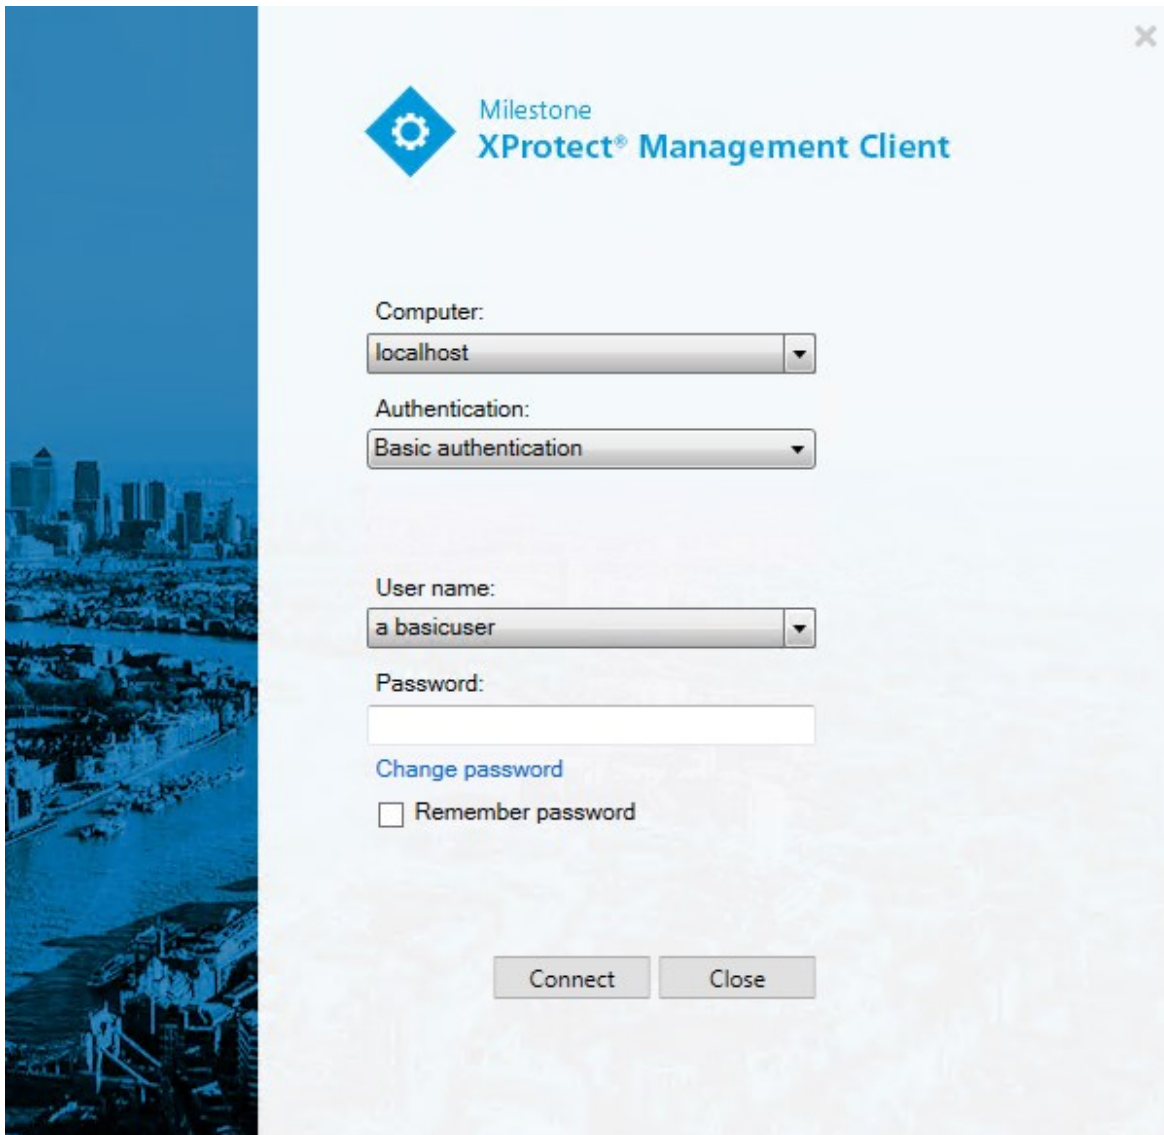 Milestone
XProtect® Management Client
Computer:
localhost
Authentication:
Basic authentication
User name:
a basicuser
Password:
Change password
Remember password
Connect
Close